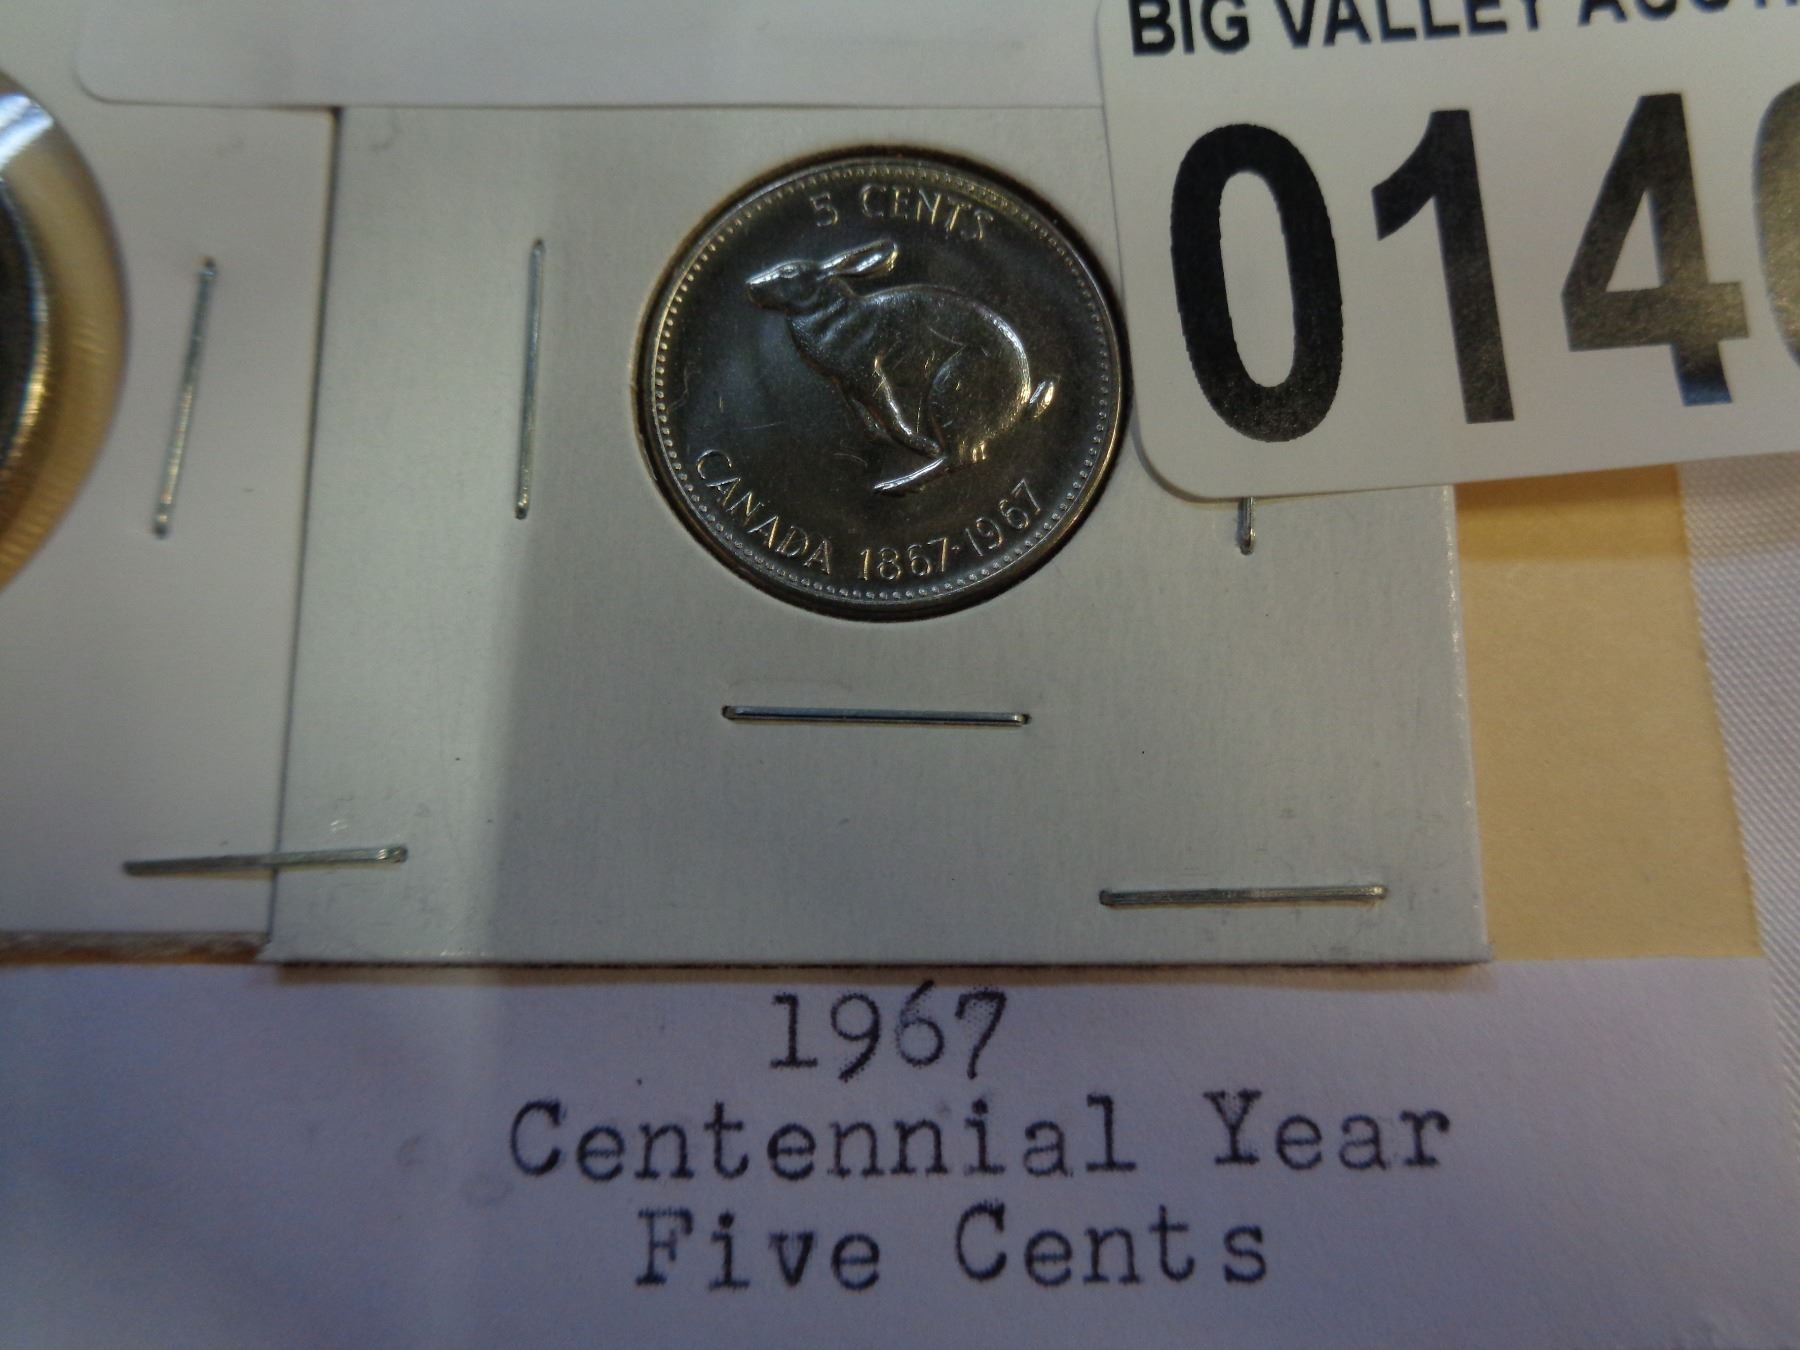 BIG VALLEY
014
5 CENTS
CANADA 1867-1967
1967
Centennial Year
Five Cents